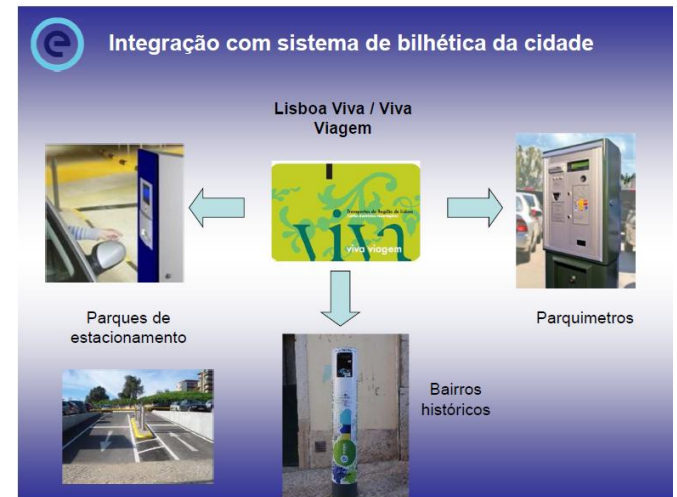 e
Integração com sistema de bilhética da cidade
Lisboa Viva / Viva
Viagem
viva
viva viagem
Parques de
estacionamento
Parquimetros
Bairros
históricos